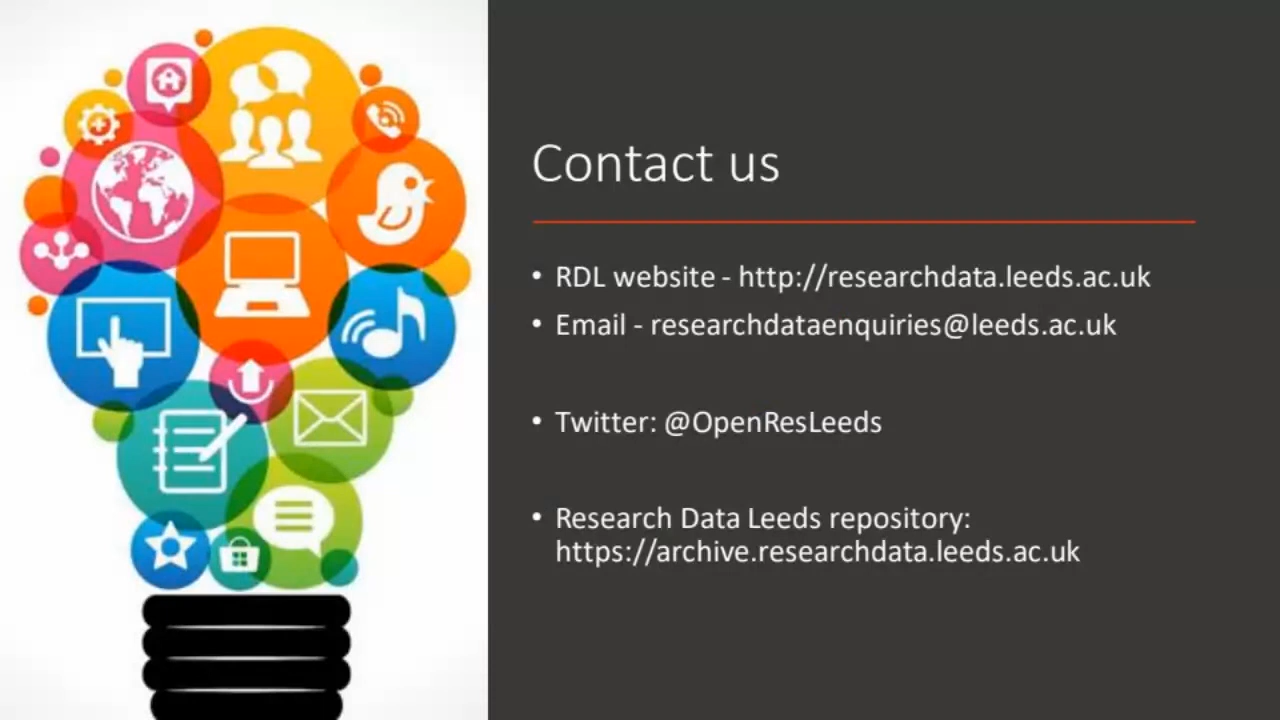 Contact us
• RDL website - http://researchdata.leeds.ac.uk
• Email - researchdataenquiries@leeds.ac.uk
• Twitter: @OpenResLeeds
• Research Data Leeds repository:
https://archive.researchdata.leeds.ac.uk